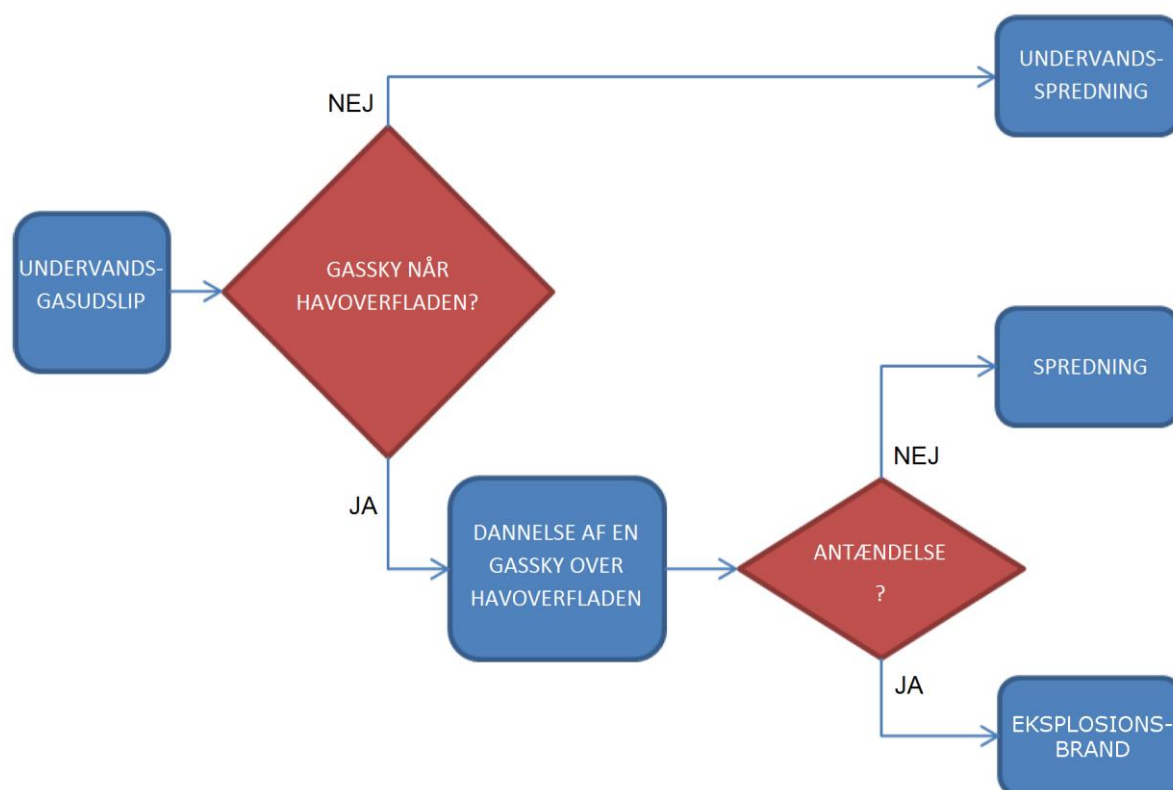 UNDERVANDS-
SPREDNING
NEJ
UNDERVANDS-
GASUDSLIP
GASSKY NÅR
HAVOVERFLADEN?
SPREDNING
NEJ
JA
DANNELSE AF EN
GASSKY OVER
HAVOVERFLADEN
ANTÆNDELSE
?
JA
EKSPLOSIONS-
BRAND